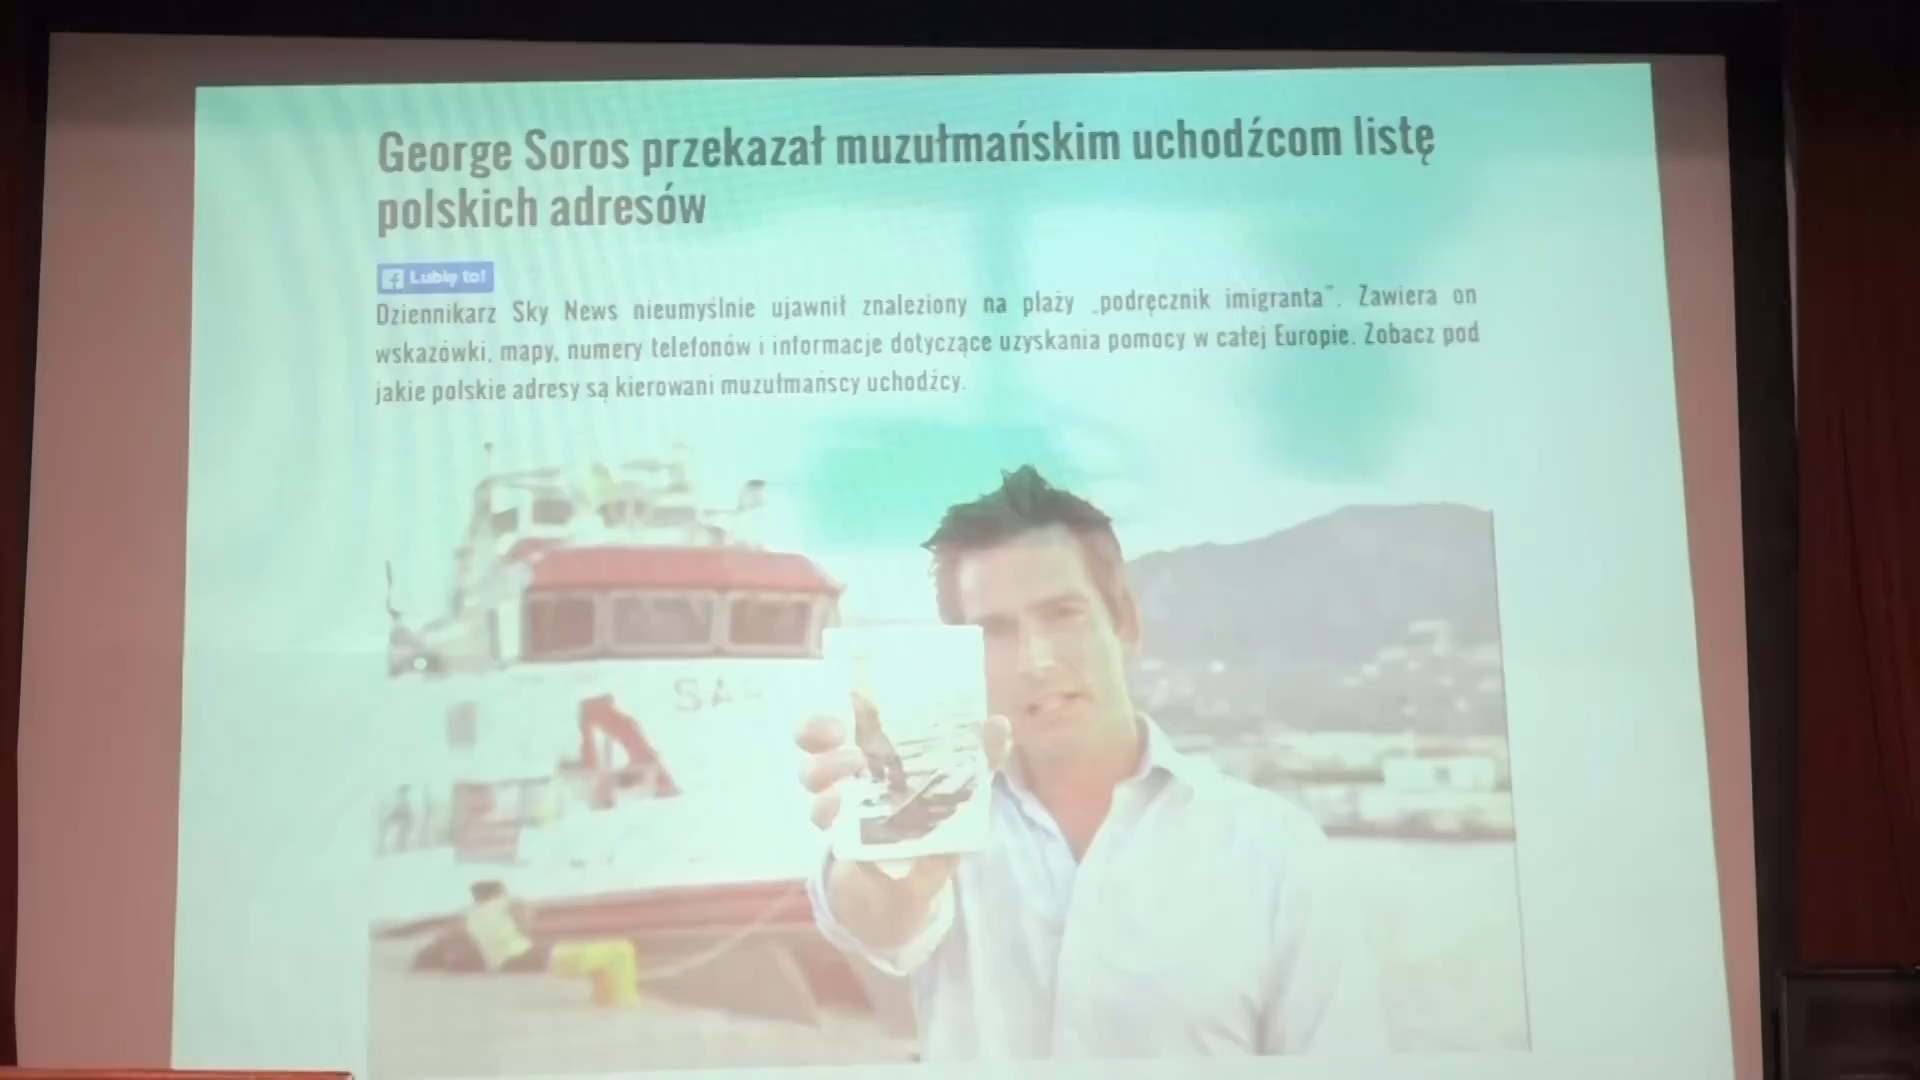 George Soros przekazał muzułmańskim uchodźcom listę
polskich adresów
Lubię to!
Dziennikarz Sky News nieumyślnie ujawnił znaleziony na plaży „podręcznik imigranta”. Zawiera on
wskazówki, mapy, numery telefonów i informacje dotyczące uzyskania pomocy w całej Europie. Zobacz pod
jakie polskie adresy są kierowani muzułmańscy uchodźcy.